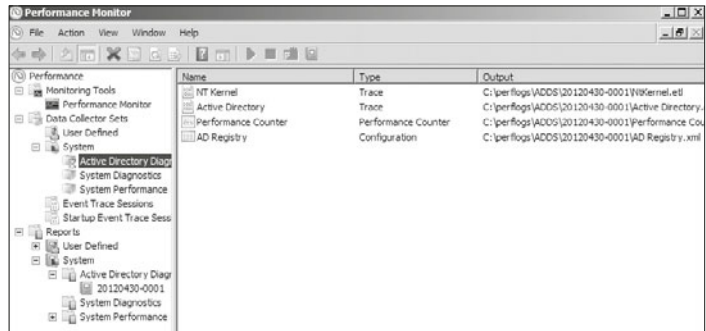 Performance Monitor
File Action View Window Help
Performance
Monitoring Tools
Performance Monitor
Data Collector Sets
User Defined
System
Active Directory Diagr
System Diagnostics
System Performance
Event Trace Sessions
Startup Event Trace Sess
Reports
User Defined
System
Active Directory Diagr
20120430-0001
System Diagnostics
System Performance
Name Type Output
NT Kernel Trace C:\perflogs\ADDS\20120430-0001\NtKernel.etl
Active Directory Trace C:\perflogs\ADDS\20120430-0001\Active Directory.
Performance Counter Performance Counter C:\perflogs\ADDS\20120430-0001\Performance Cou
AD Registry Configuration C:\perflogs\ADDS\20120430-0001\AD Registry.xml